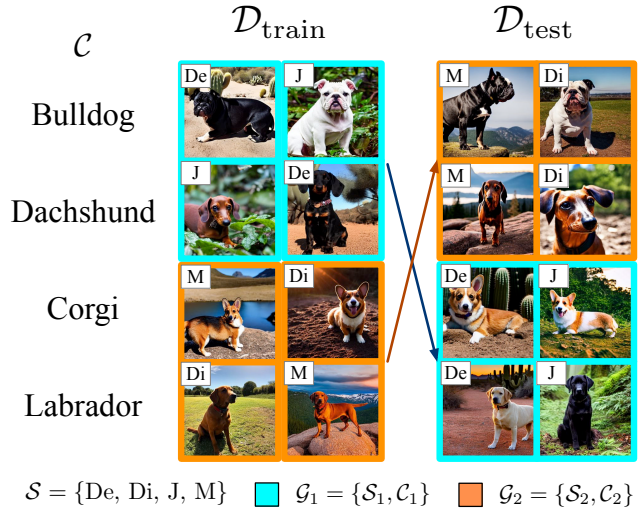 𝒞 𝒟train 𝒟test
Bulldog De J M Di
Dachshund J De M Di
Corgi M Di De J
Labrador Di M De J
𝒮 = {De, Di, J, M} 𝒢₁ = {𝒮₁, 𝒞₁} 𝒢₂ = {𝒮₂, 𝒞₂}